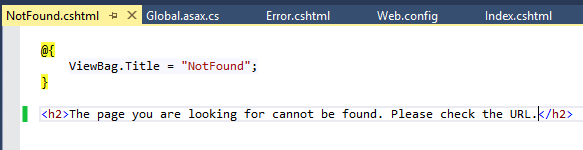 NotFound.cshtml Global.asax.cs Error.cshtml Web.config Index.cshtml
@{
ViewBag.Title = "NotFound";
}
<h2>The page you are looking for cannot be found. Please check the URL.</h2>